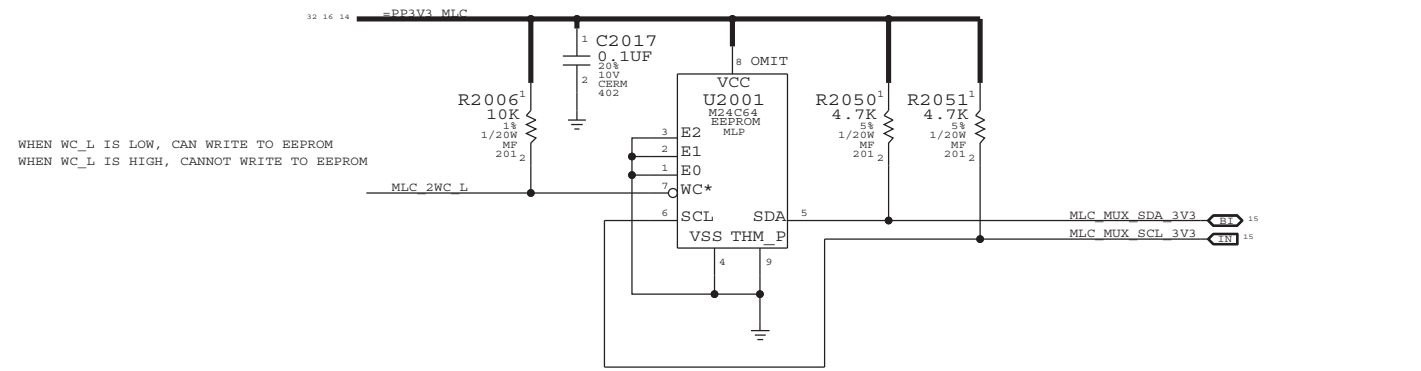 32 16 14 =PP3V3_MLC
1 C2017
0.1UF
20%
10V
CERM
402
2
8 OMIT
VCC
U2001
M24C64
EEPROM
MLP
R2006 1
10K
1%
1/20W
MF
201 2
R2050 1
4.7K
5%
1/20W
MF
201 2
R2051 1
4.7K
5%
1/20W
MF
201 2
WHEN WC_L IS LOW, CAN WRITE TO EEPROM
WHEN WC_L IS HIGH, CANNOT WRITE TO EEPROM
3 E2
2 E1
1 E0
MLC_2WC_L 7 WC*
6 SCL SDA 5
MLC_MUX_SDA_3V3 BI 15
VSS THM_P
MLC_MUX_SCL_3V3 IN 15
4 9